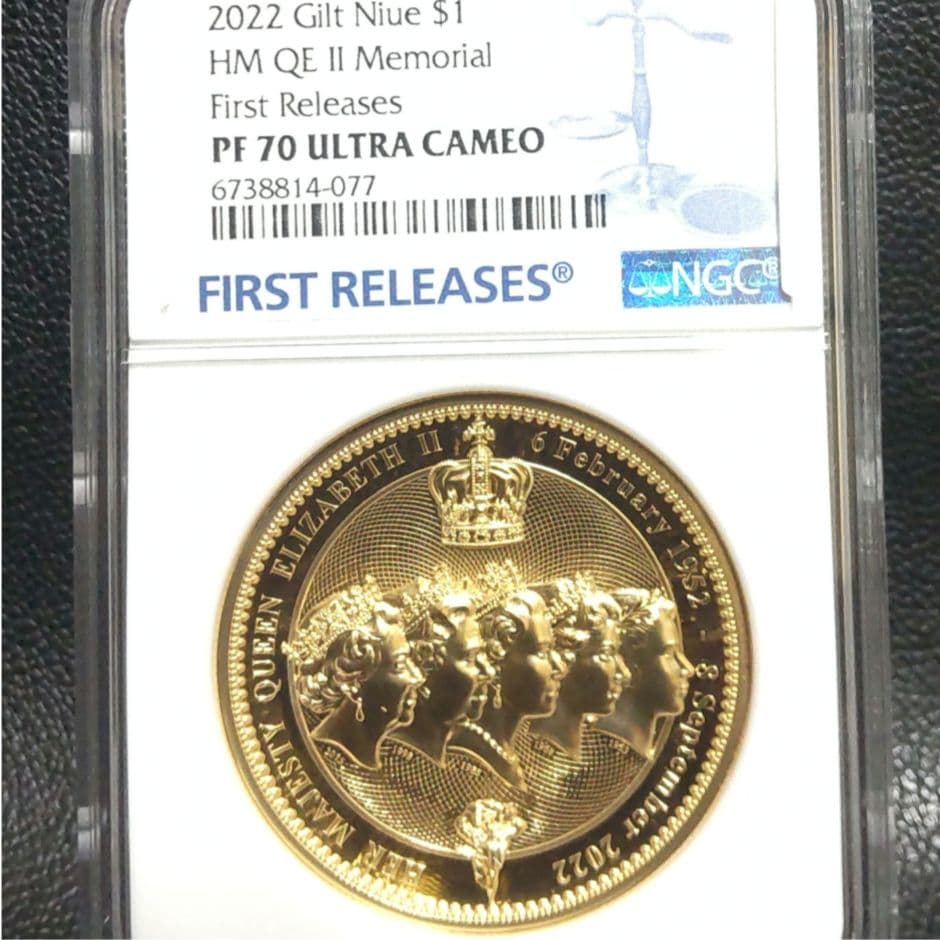 2022 Gilt Niue $1
HM QE II Memorial
First Releases
PF 70 ULTRA CAMEO
6738814-077
FIRST RELEASES®
NGC®
HER MAJESTY QUEEN ELIZABETH II
6 February 1952 - 8 September 2022